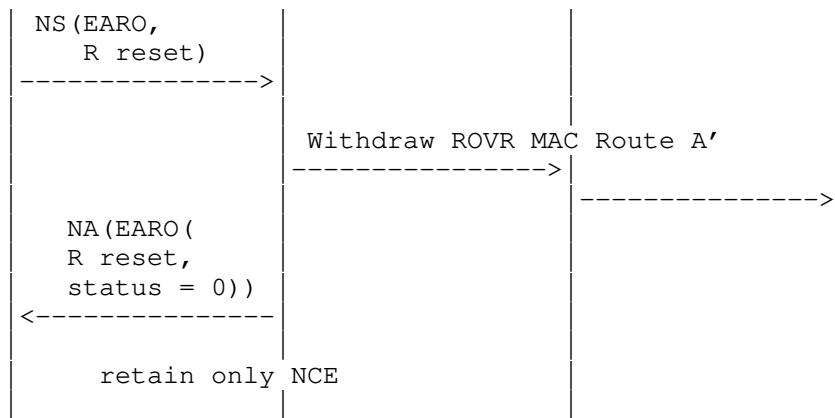 NS(EARO,
R reset)
Withdraw ROVR MAC Route A'
NA(EARO(
R reset,
status = 0))
retain only NCE